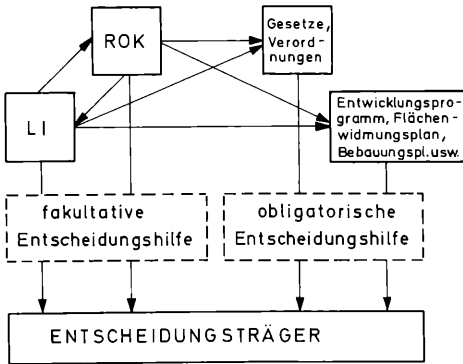 ROK
Gesetze,
Verord-
nungen
LI
Entwicklungspro-
gramm, Flächen-
widmungsplan,
Bebauungspl.usw.
fakultative
Entscheidungshilfe
obligatorische
Entscheidungshilfe
ENTSCHEIDUNGSTRÄGER